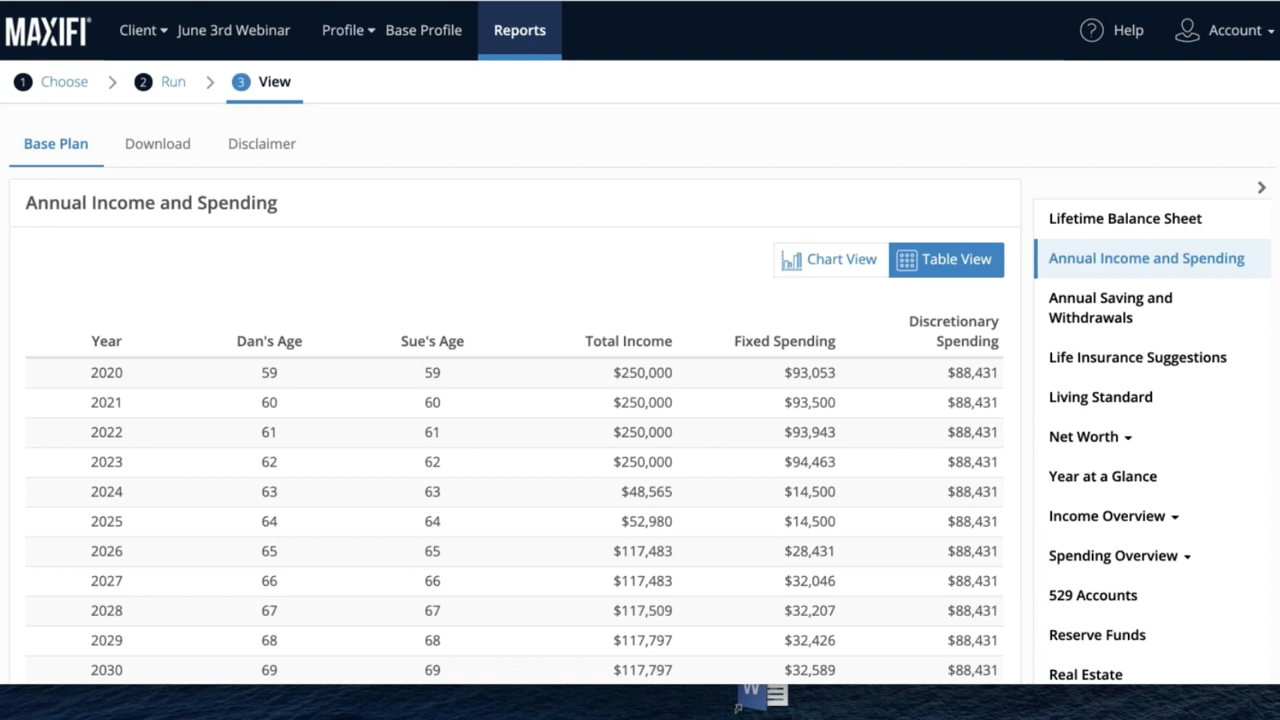 MAXIFI® Client June 3rd Webinar Profile Base Profile Reports ? Help Account
1 Choose 2 Run 3 View
Base Plan Download Disclaimer
Annual Income and Spending
Chart View Table View
Discretionary
Year Dan's Age Sue's Age Total Income Fixed Spending Spending
2020 59 59 $250,000 $93,053 $88,431
2021 60 60 $250,000 $93,500 $88,431
2022 61 61 $250,000 $93,943 $88,431
2023 62 62 $250,000 $94,463 $88,431
2024 63 63 $48,565 $14,500 $88,431
2025 64 64 $52,980 $14,500 $88,431
2026 65 65 $117,483 $28,431 $88,431
2027 66 66 $117,483 $32,046 $88,431
2028 67 67 $117,509 $32,207 $88,431
2029 68 68 $117,797 $32,426 $88,431
2030 69 69 $117,797 $32,589 $88,431
Lifetime Balance Sheet
Annual Income and Spending
Annual Saving and
Withdrawals
Life Insurance Suggestions
Living Standard
Net Worth
Year at a Glance
Income Overview
Spending Overview
529 Accounts
Reserve Funds
Real Estate
W